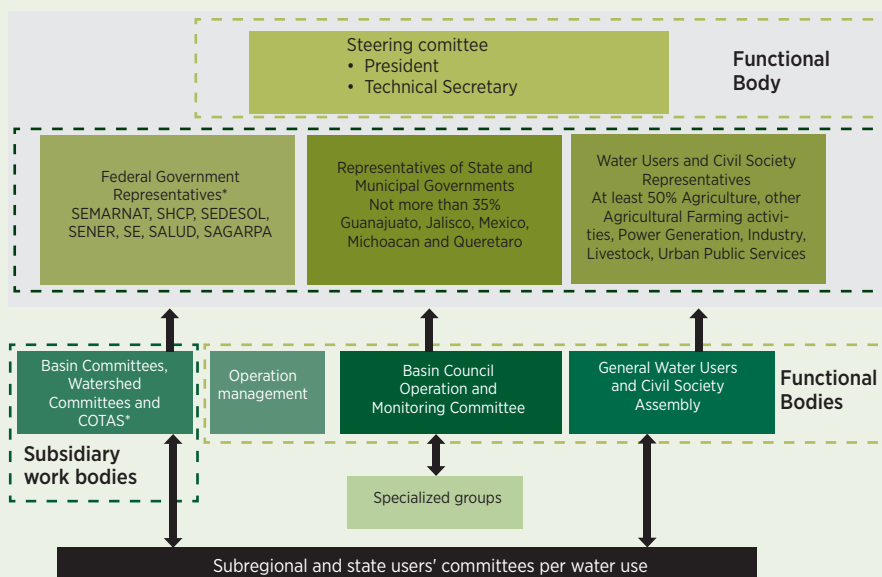 Steering comittee
• President
• Technical Secretary
Functional
Body
Federal Government
Representatives*
SEMARNAT, SHCP, SEDESOL,
SENER, SE, SALUD, SAGARPA
Representatives of State and
Municipal Governments
Not more than 35%
Guanajuato, Jalisco, Mexico,
Michoacan and Queretaro
Water Users and Civil Society
Representatives
At least 50% Agriculture, other
Agricultural Farming activi-
ties, Power Generation, Industry,
Livestock, Urban Public Services
Basin Committees,
Watershed
Committees and
COTAS*
Operation
management
Basin Council
Operation and
Monitoring Committee
General Water Users
and Civil Society
Assembly
Functional
Bodies
Subsidiary
work bodies
Specialized groups
Subregional and state users' committees per water use